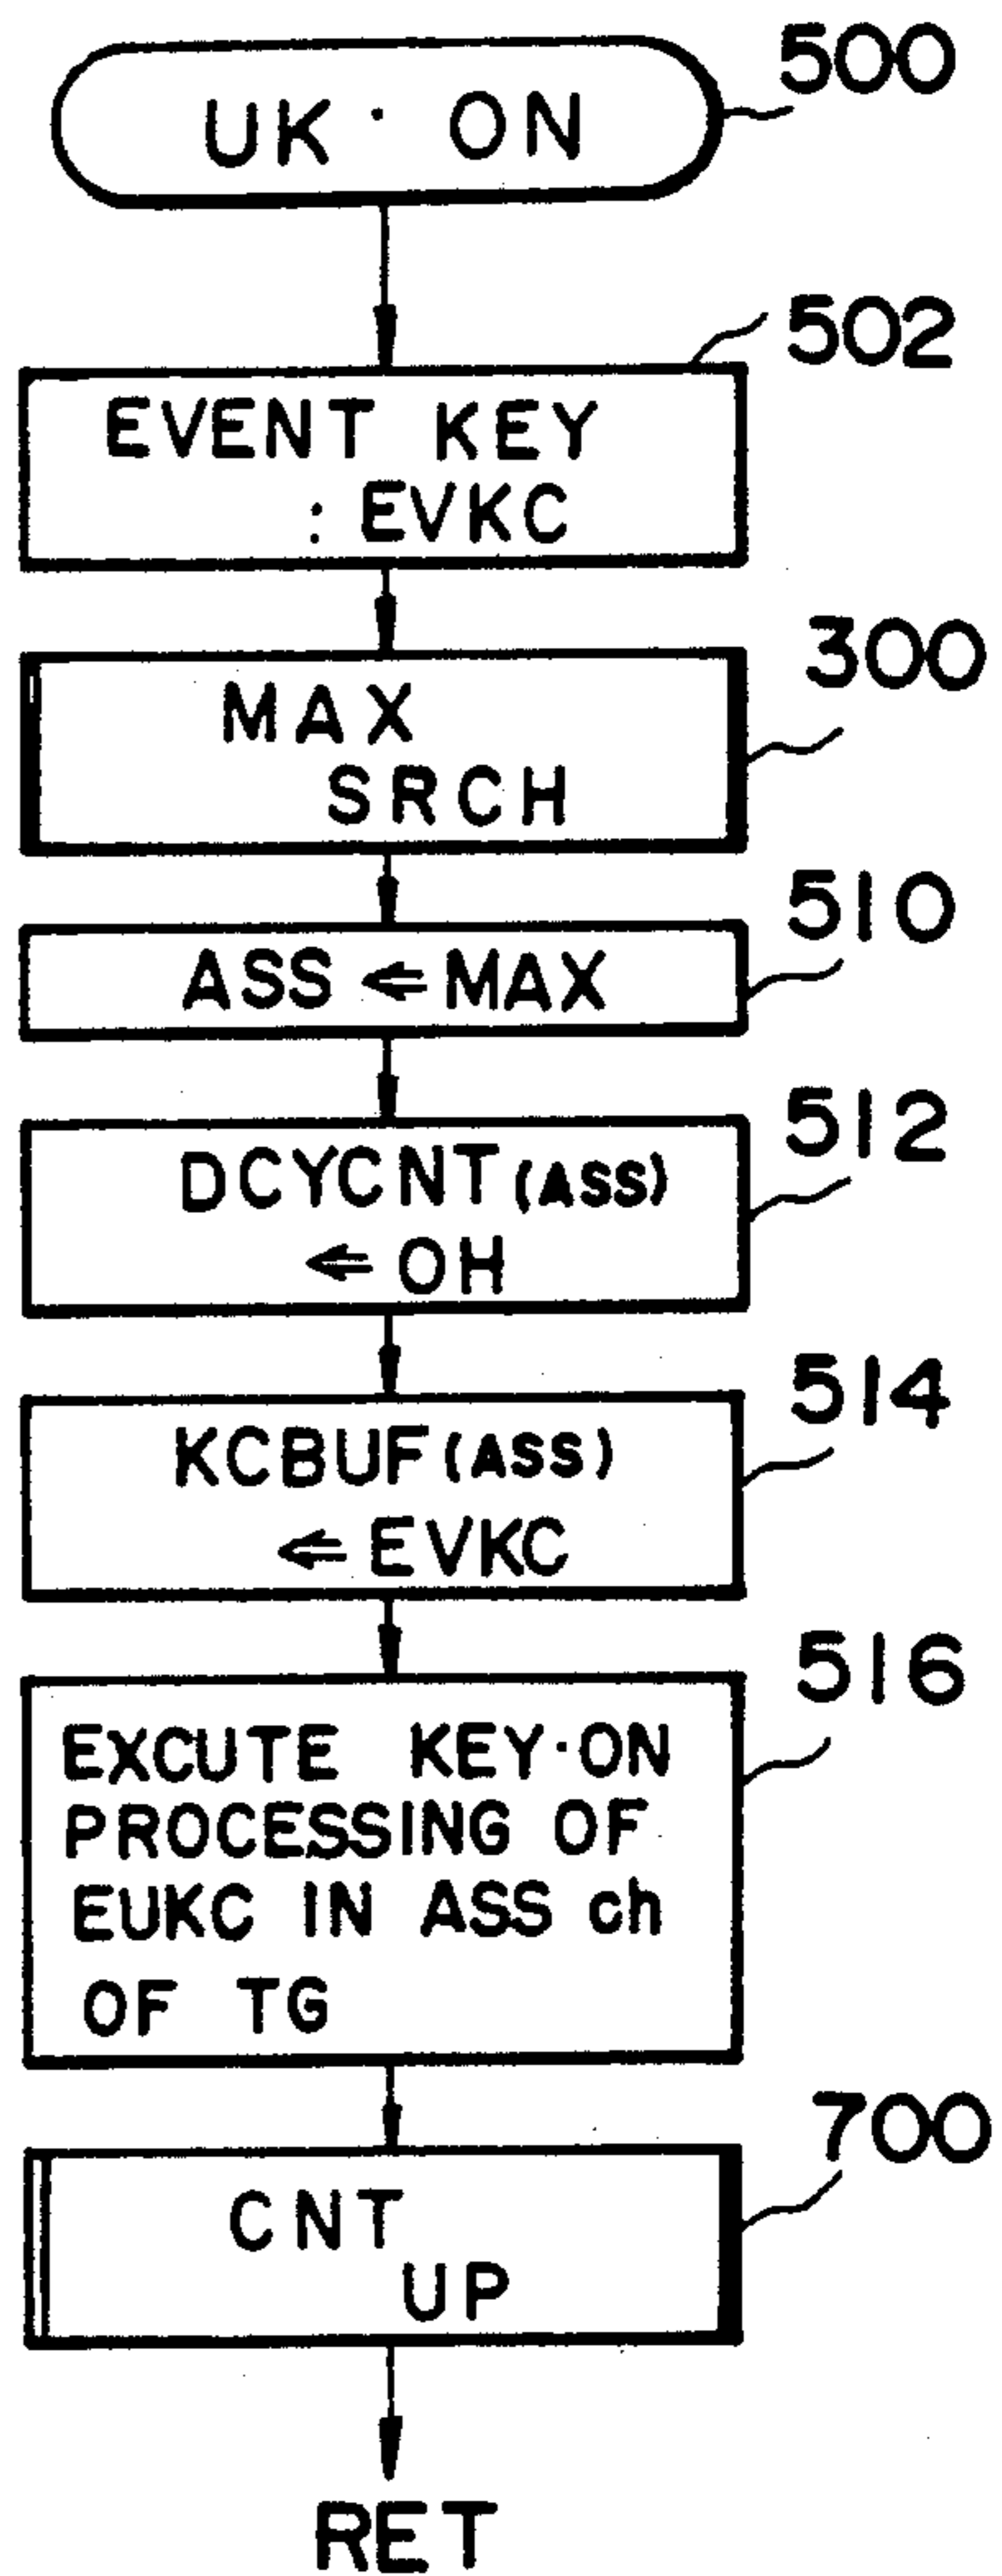 500
UK · ON
502
EVENT KEY
: EVKC
300
MAX
SRCH
510
ASS ⇐ MAX
512
DCYCNT (ASS)
⇐ OH
514
KCBUF (ASS)
⇐ EVKC
516
EXCUTE KEY·ON
PROCESSING OF
EUKC IN ASS ch
OF TG
700
CNT
UP
RET